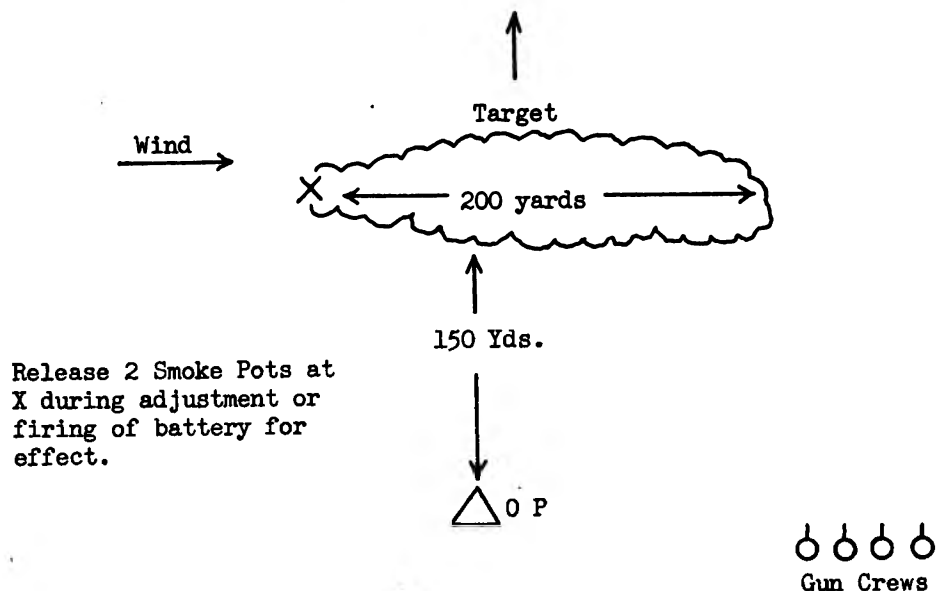 Target
Wind
X
200 yards
150 Yds.
Release 2 Smoke Pots at
X during adjustment or
firing of battery for
effect.
O P
Gun Crews